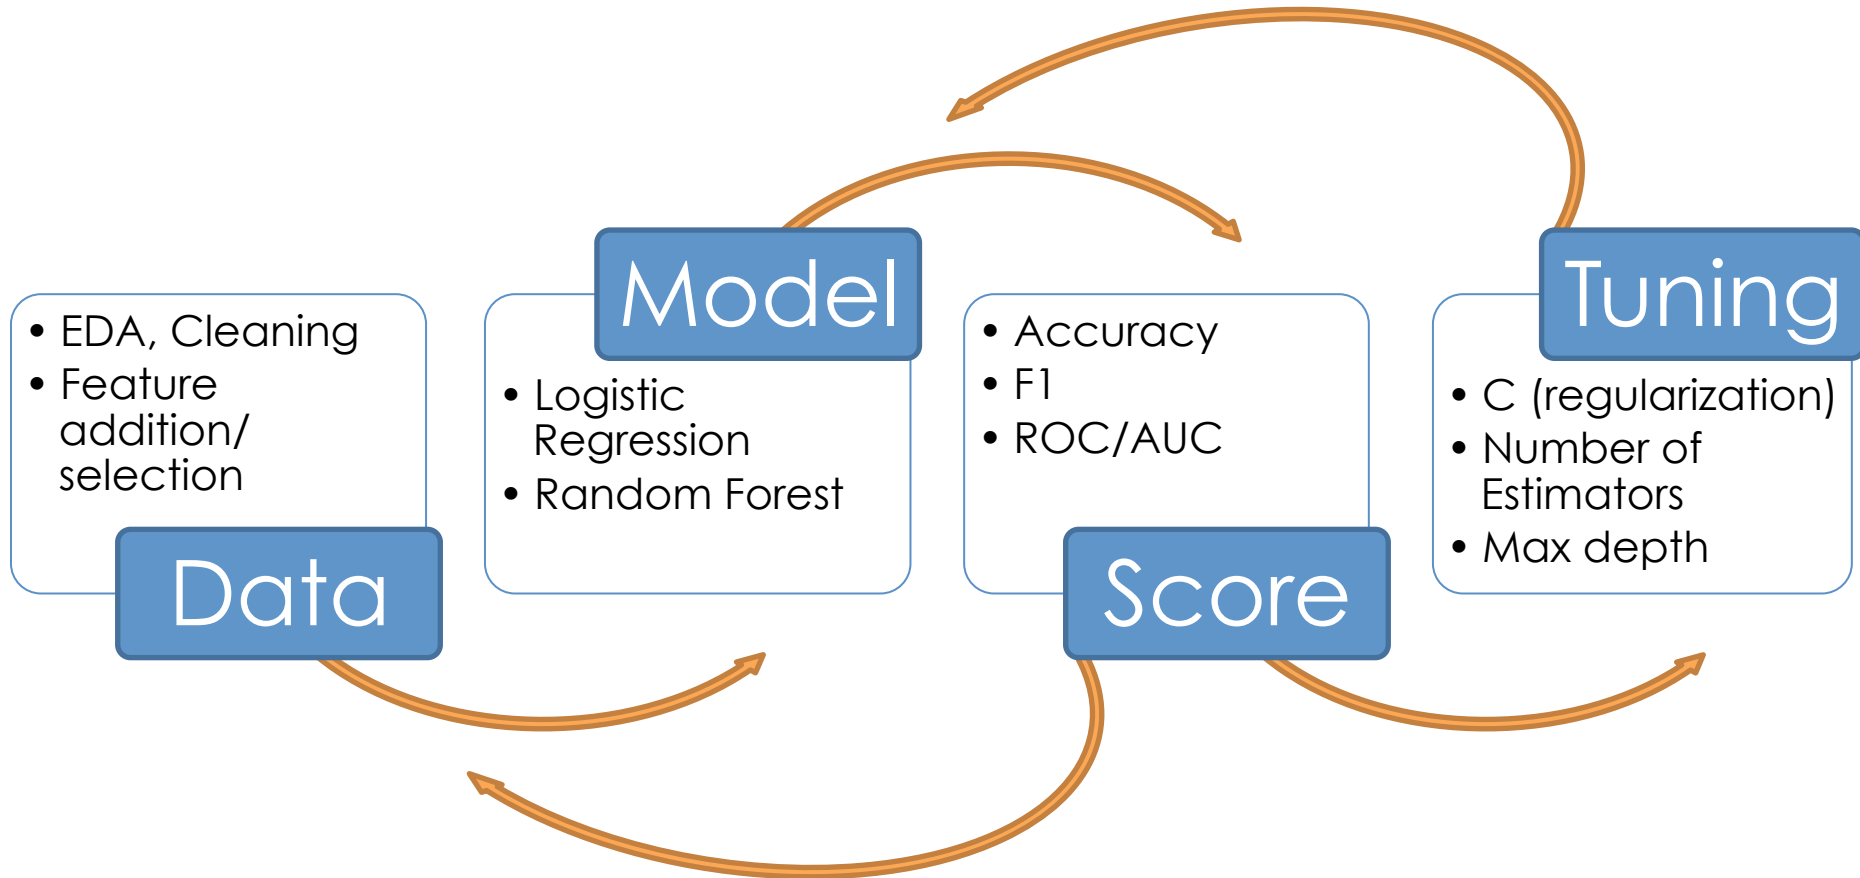 • EDA, Cleaning
• Feature
addition/
selection
Data
Model
• Logistic
Regression
• Random Forest
• Accuracy
• F1
• ROC/AUC
Score
Tuning
• C (regularization)
• Number of
Estimators
• Max depth